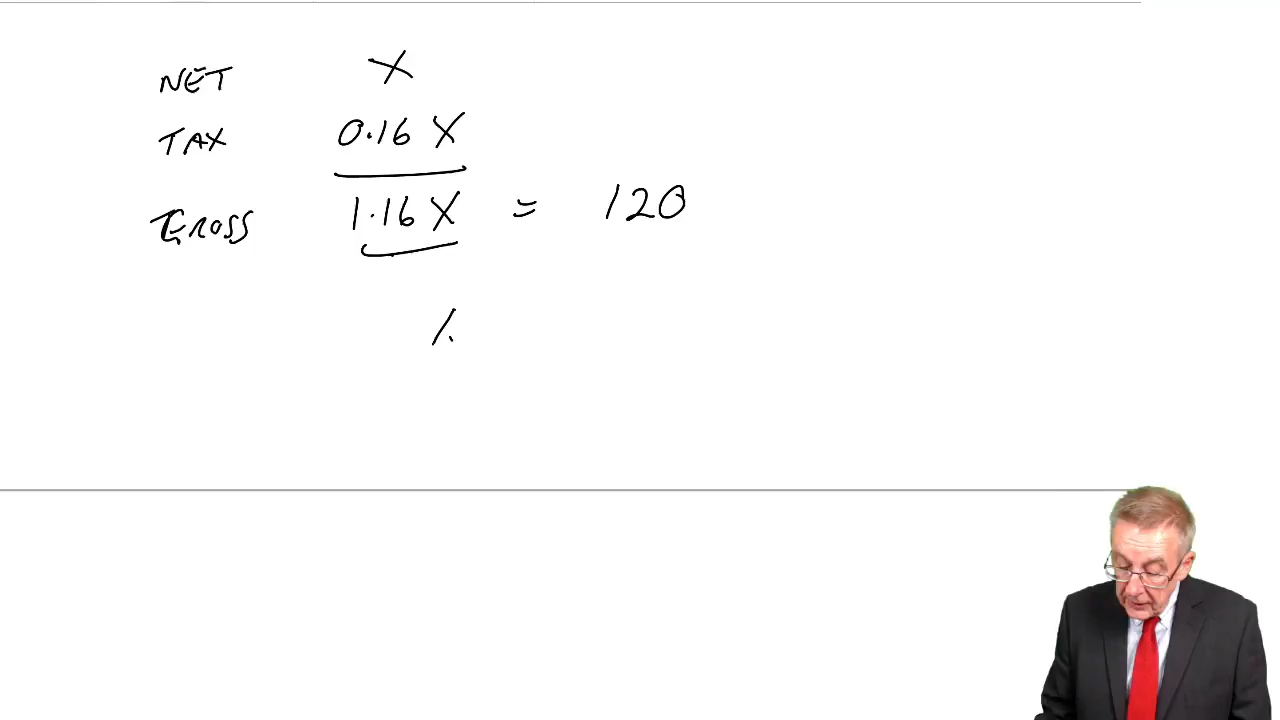 NET X
TAX 0.16 X
GROSS 1.16 X = 120